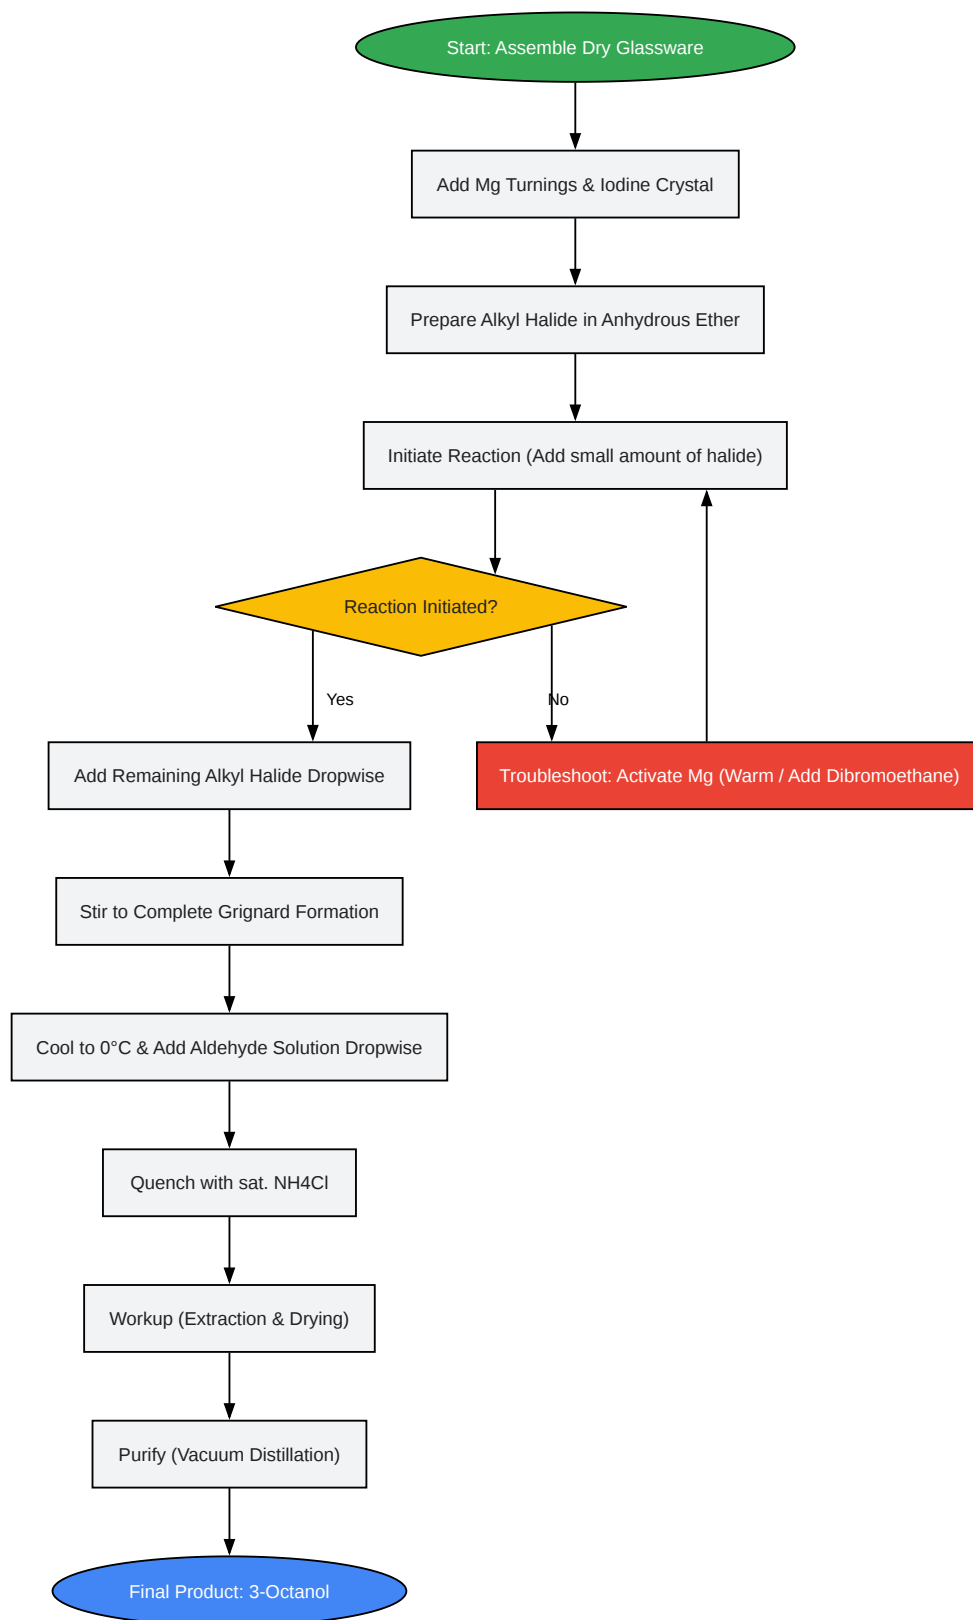 Start: Assemble Dry Glassware
Add Mg Turnings & Iodine Crystal
Prepare Alkyl Halide in Anhydrous Ether
Initiate Reaction (Add small amount of halide)
Reaction Initiated?
Yes
No
Add Remaining Alkyl Halide Dropwise
Troubleshoot: Activate Mg (Warm / Add Dibromoethane)
Stir to Complete Grignard Formation
Cool to 0°C & Add Aldehyde Solution Dropwise
Quench with sat. NH4Cl
Workup (Extraction & Drying)
Purify (Vacuum Distillation)
Final Product: 3-Octanol